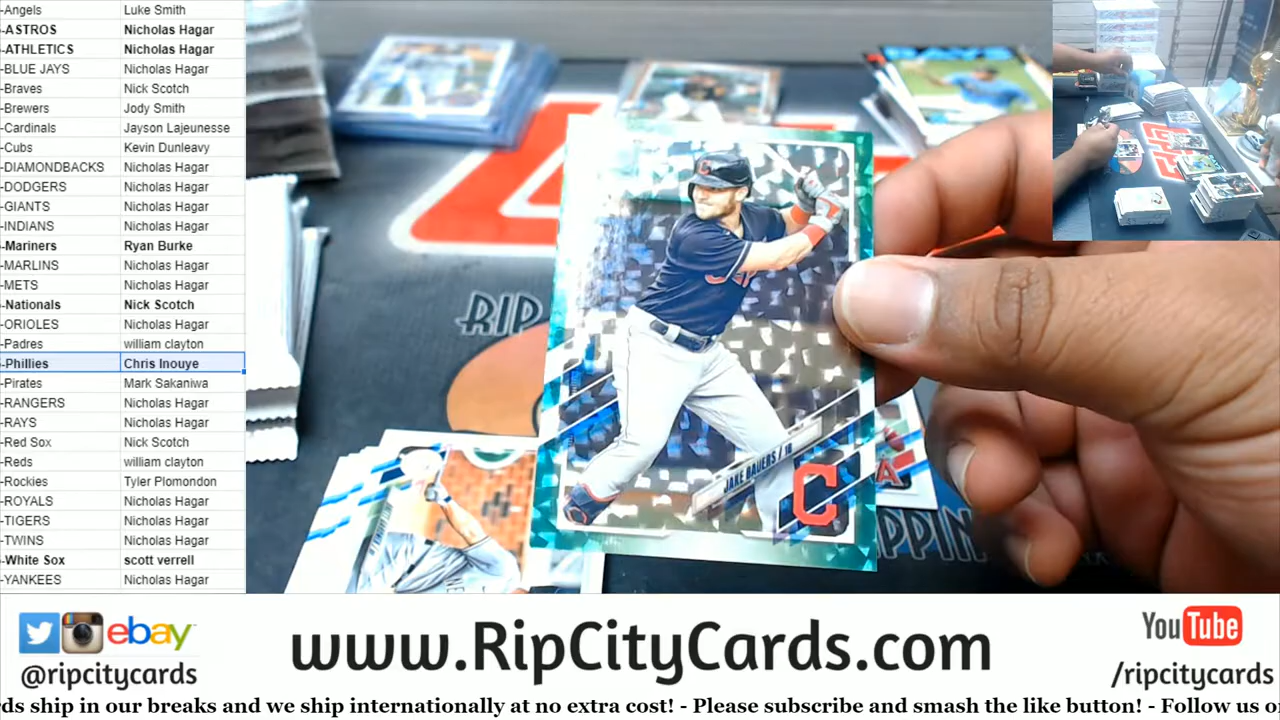 -Angels Luke Smith
-ASTROS Nicholas Hagar
-ATHLETICS Nicholas Hagar
-BLUE JAYS Nicholas Hagar
-Braves Nick Scotch
-Brewers Jody Smith
-Cardinals Jayson Lajeunesse
-Cubs Kevin Dunleavy
-DIAMONDBACKS Nicholas Hagar
-DODGERS Nicholas Hagar
-GIANTS Nicholas Hagar
-INDIANS Nicholas Hagar
-Mariners Ryan Burke
-MARLINS Nicholas Hagar
-METS Nicholas Hagar
-Nationals Nick Scotch
-ORIOLES Nicholas Hagar
-Padres william clayton
-Phillies Chris Inouye
-Pirates Mark Sakaniwa
-RANGERS Nicholas Hagar
-RAYS Nicholas Hagar
-Red Sox Nick Scotch
-Reds william clayton
-Rockies Tyler Plomondon
-ROYALS Nicholas Hagar
-TIGERS Nicholas Hagar
-TWINS Nicholas Hagar
-White Sox scott verrell
-YANKEES Nicholas Hagar
RAYS
C
RIP
JAKE BAUERS / 1B
C
A
PPIN
ebay
@ripcitycards
www.RipCityCards.com
YouTube
/ripcitycards
ds ship in our breaks and we ship internationally at no extra cost! - Please subscribe and smash the like button! - Follow us o